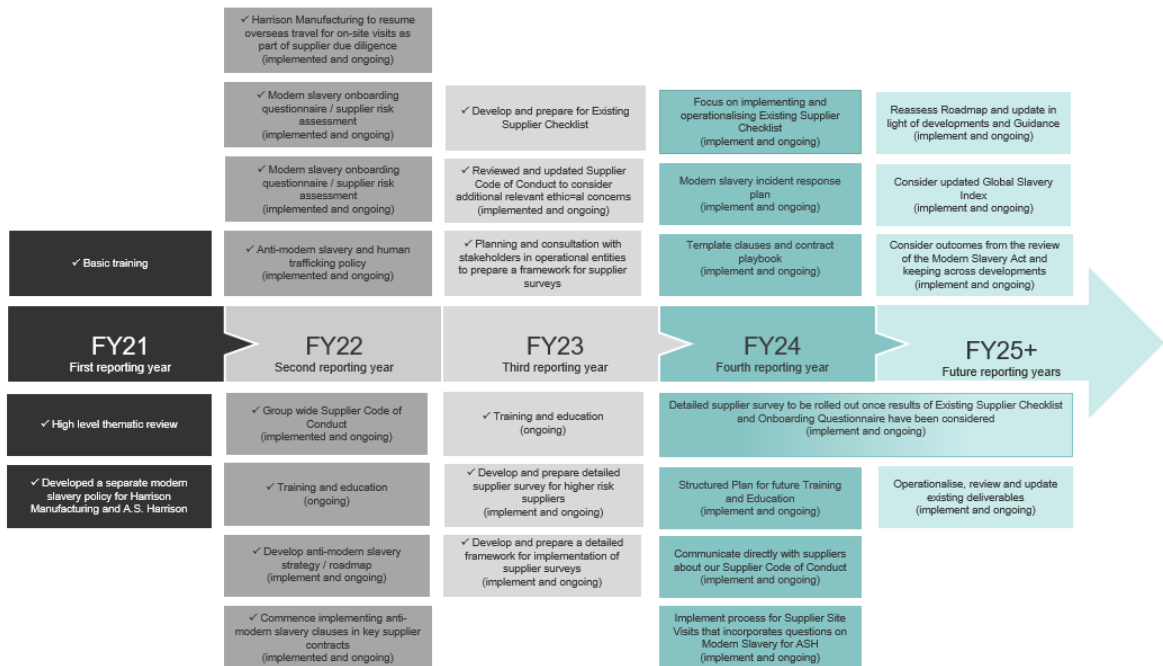 ✓ Harrison Manufacturing to resume
overseas travel for on-site visits as
part of supplier due diligence
(implemented and ongoing)
✓ Modern slavery onboarding
questionnaire / supplier risk
assessment
(implemented and ongoing)
✓ Develop and prepare for Existing
Supplier Checklist
Focus on implementing and
operationalising Existing Supplier
Checklist
(implement and ongoing)
Reassess Roadmap and update in
light of developments and Guidance
(implement and ongoing)
✓ Modern slavery onboarding
questionnaire / supplier risk
assessment
(implemented and ongoing)
✓ Reviewed and updated Supplier
Code of Conduct to consider
additional relevant ethic=al concerns
(implemented and ongoing)
Modern slavery incident response
plan
(implement and ongoing)
Consider updated Global Slavery
Index
(implement and ongoing)
✓ Basic training
✓ Anti-modern slavery and human
trafficking policy
(implemented and ongoing)
✓ Planning and consultation with
stakeholders in operational entities
to prepare a framework for supplier
surveys
Template clauses and contract
playbook
(implement and ongoing)
Consider outcomes from the review
of the Modern Slavery Act and
keeping across developments
(implement and ongoing)
FY21
First reporting year
FY22
Second reporting year
FY23
Third reporting year
FY24
Fourth reporting year
FY25+
Future reporting years
✓ High level thematic review
✓ Group wide Supplier Code of
Conduct
(implemented and ongoing)
✓ Training and education
(ongoing)
Detailed supplier survey to be rolled out once results of Existing Supplier Checklist
and Onboarding Questionnaire have been considered
(implement and ongoing)
✓ Developed a separate modern
slavery policy for Harrison
Manufacturing and A.S. Harrison
✓ Training and education
(ongoing)
✓ Develop and prepare detailed
supplier survey for higher risk
suppliers
(implement and ongoing)
Structured Plan for future Training
and Education
(implement and ongoing)
Operationalise, review and update
existing deliverables
(implement and ongoing)
✓ Develop anti-modern slavery
strategy / roadmap
(implement and ongoing)
✓ Develop and prepare a detailed
framework for implementation of
supplier surveys
(implement and ongoing)
Communicate directly with suppliers
about our Supplier Code of Conduct
(implement and ongoing)
✓ Commence implementing anti-
modern slavery clauses in key supplier
contracts
(implemented and ongoing)
Implement process for Supplier Site
Visits that incorporates questions on
Modern Slavery for ASH
(implement and ongoing)